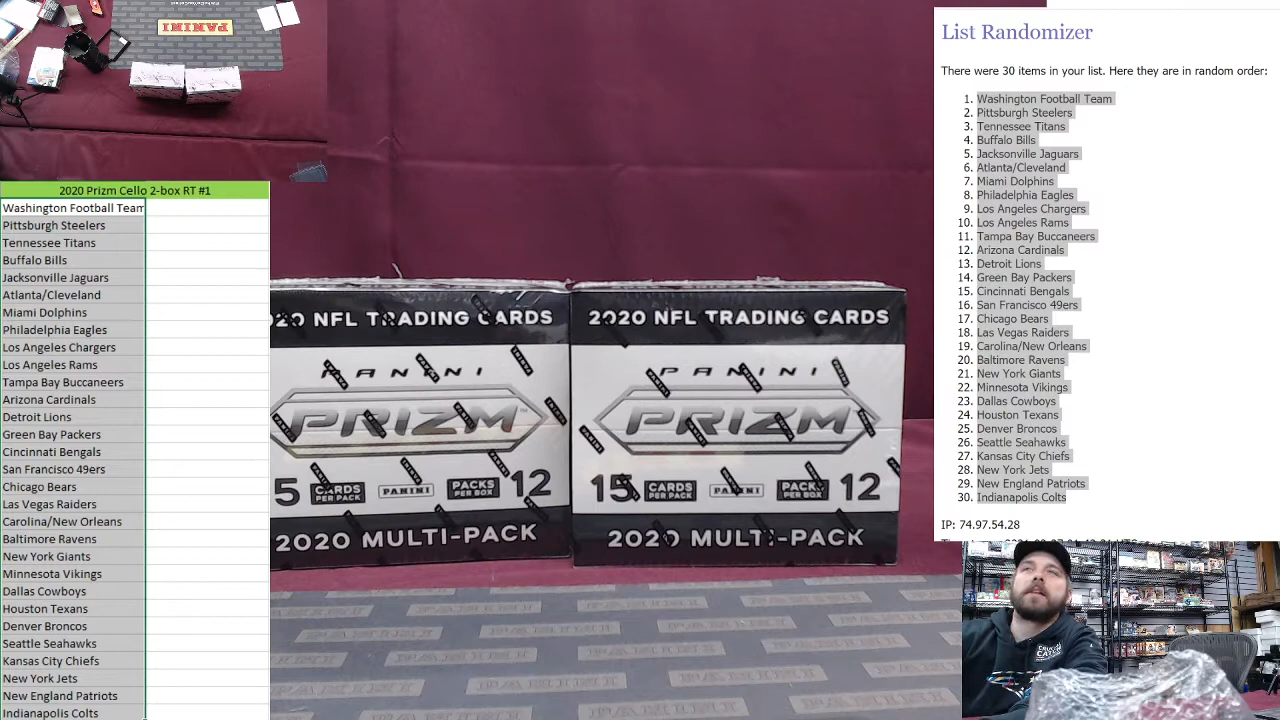 PANINI
2020 Prizm Cello 2-box RT #1
Washington Football Team
Pittsburgh Steelers
Tennessee Titans
Buffalo Bills
Jacksonville Jaguars
Atlanta/Cleveland
Miami Dolphins
Philadelphia Eagles
Los Angeles Chargers
Los Angeles Rams
Tampa Bay Buccaneers
Arizona Cardinals
Detroit Lions
Green Bay Packers
Cincinnati Bengals
San Francisco 49ers
Chicago Bears
Las Vegas Raiders
Carolina/New Orleans
Baltimore Ravens
New York Giants
Minnesota Vikings
Dallas Cowboys
Houston Texans
Denver Broncos
Seattle Seahawks
Kansas City Chiefs
New York Jets
New England Patriots
Indianapolis Colts
20 NFL TRADING CARDS
PANINI
PRIZM
5 CARDS PER PACK PANINI PACKS PER BOX 12
2020 MULTI-PACK
2020 NFL TRADING CARDS
PANINI
PRIZM
15 CARDS PER PACK PANINI PACKS PER BOX 12
2020 MULTI-PACK
List Randomizer
There were 30 items in your list. Here they are in random order:
1. Washington Football Team
2. Pittsburgh Steelers
3. Tennessee Titans
4. Buffalo Bills
5. Jacksonville Jaguars
6. Atlanta/Cleveland
7. Miami Dolphins
8. Philadelphia Eagles
9. Los Angeles Chargers
10. Los Angeles Rams
11. Tampa Bay Buccaneers
12. Arizona Cardinals
13. Detroit Lions
14. Green Bay Packers
15. Cincinnati Bengals
16. San Francisco 49ers
17. Chicago Bears
18. Las Vegas Raiders
19. Carolina/New Orleans
20. Baltimore Ravens
21. New York Giants
22. Minnesota Vikings
23. Dallas Cowboys
24. Houston Texans
25. Denver Broncos
26. Seattle Seahawks
27. Kansas City Chiefs
28. New York Jets
29. New England Patriots
30. Indianapolis Colts
IP: 74.97.54.28